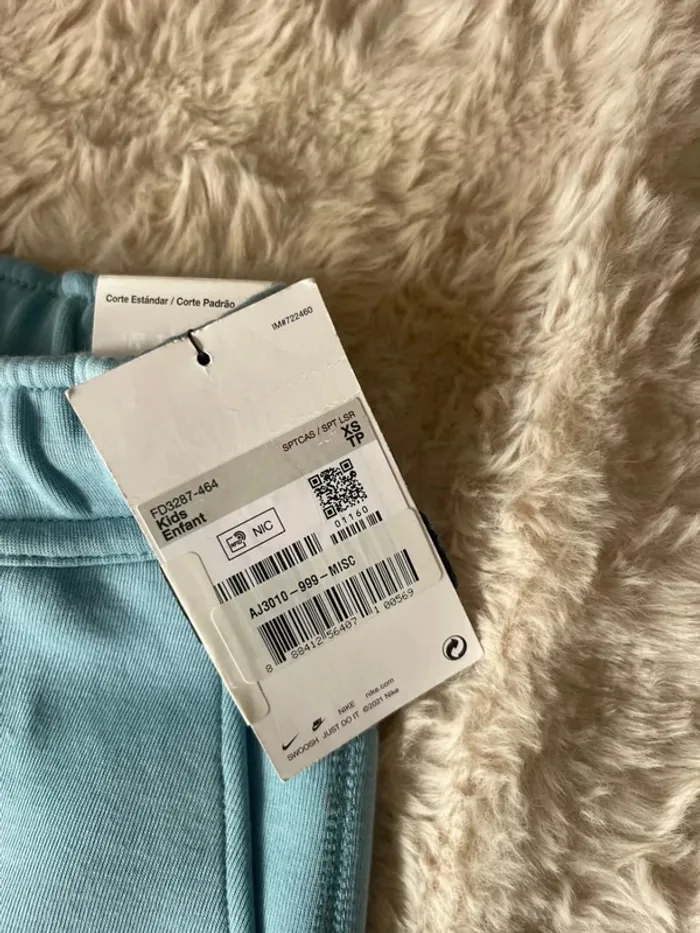 Corte Estándar / Corte Padrão
IM#722460
SPTCAS / SPT LSR
XS
TP
FD3287-464
Kids
Enfant
NIC
01160
AJ3010-999-MISC
8 88412 56407 1 00569
NIKE nike.com
SWOOSH JUST DO IT ©2021 Nike